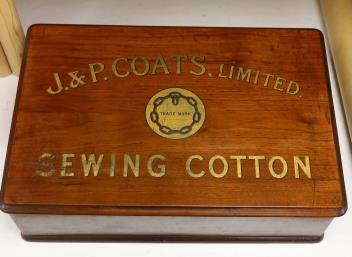 J.&P. COATS. LIMITED.
TRADE MARK
SEWING COTTON